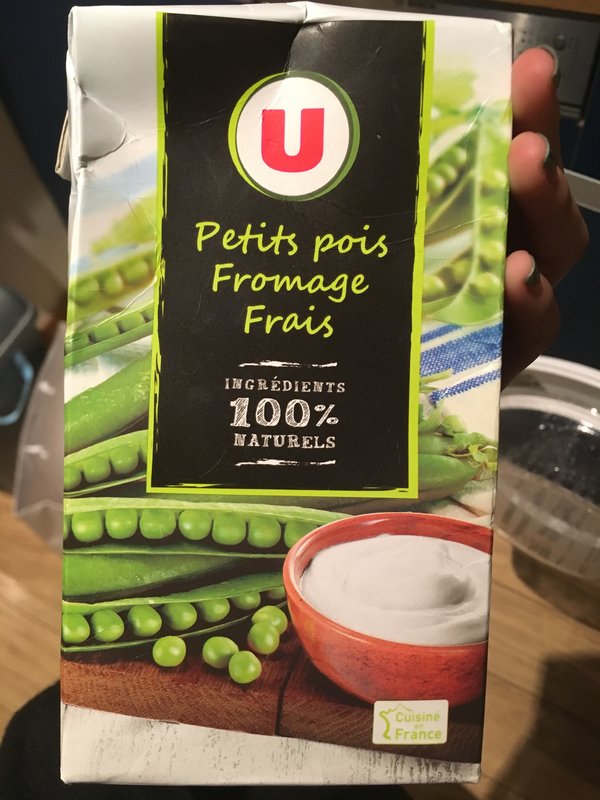 U
Petits pois
Fromage
Frais
INGRÉDIENTS
100%
NATURELS
Cuisiné
en
France